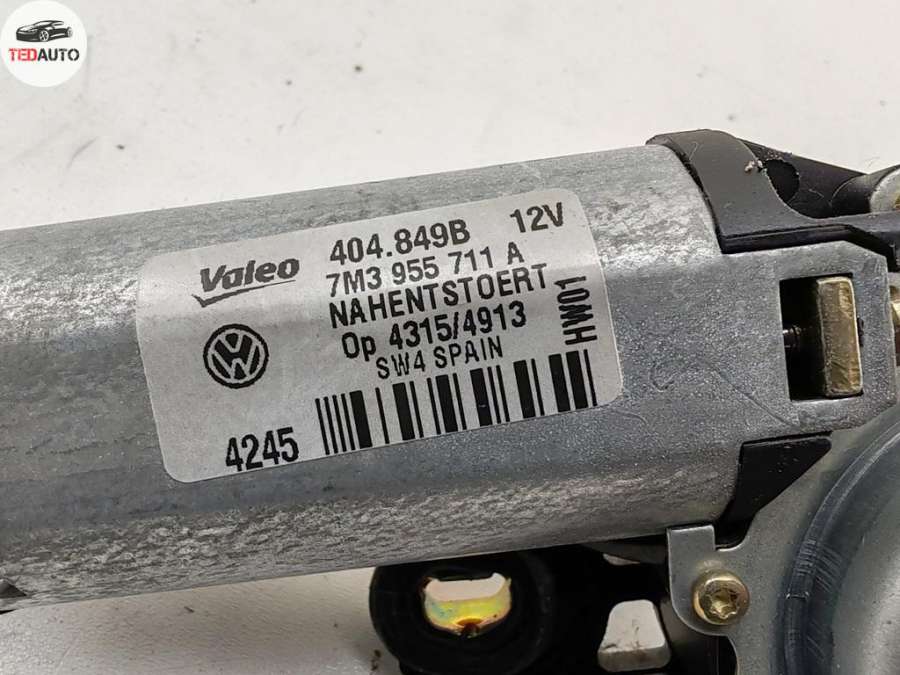 TEDAUTO
Valeo
404.849B 12V
7M3 955 711 A
NAHENTSTOERT
Op 4315/4913
SW4 SPAIN
HW01
4245